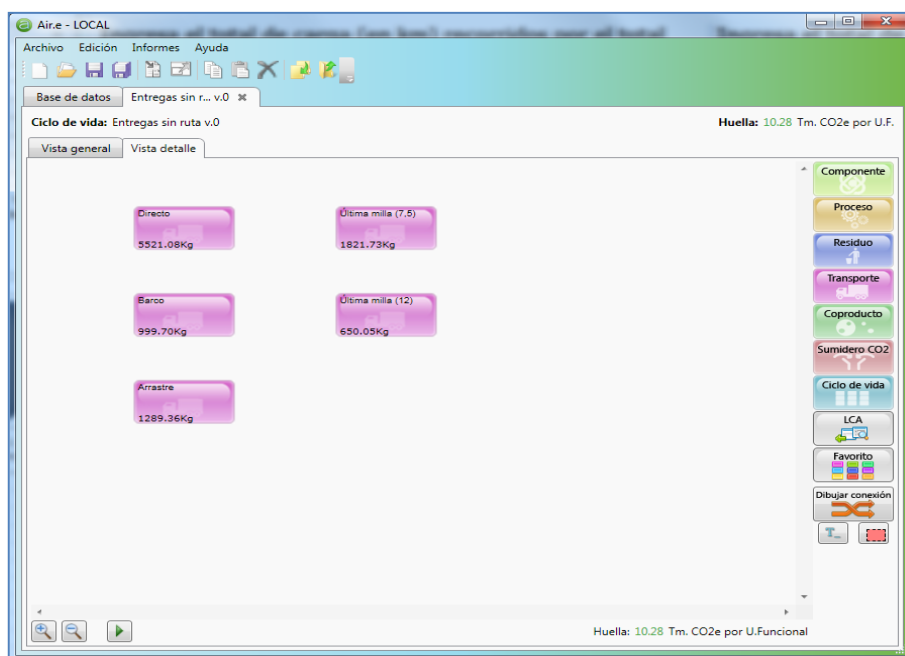 Air.e - LOCAL
Archivo Edición Informes Ayuda
Base de datos Entregas sin r... v.0
Ciclo de vida: Entregas sin ruta v.0
Huella: 10.28 Tm. CO2e por U.F.
Vista general Vista detalle
Directo
5521.08Kg
Última milla (7,5)
1821.73Kg
Barco
999.70Kg
Última milla (12)
650.05Kg
Arrastre
1289.36Kg
Componente
Proceso
Residuo
Transporte
Coproducto
Sumidero CO2
Ciclo de vida
LCA
Favorito
Dibujar conexión
T_
Huella: 10.28 Tm. CO2e por U.Funcional